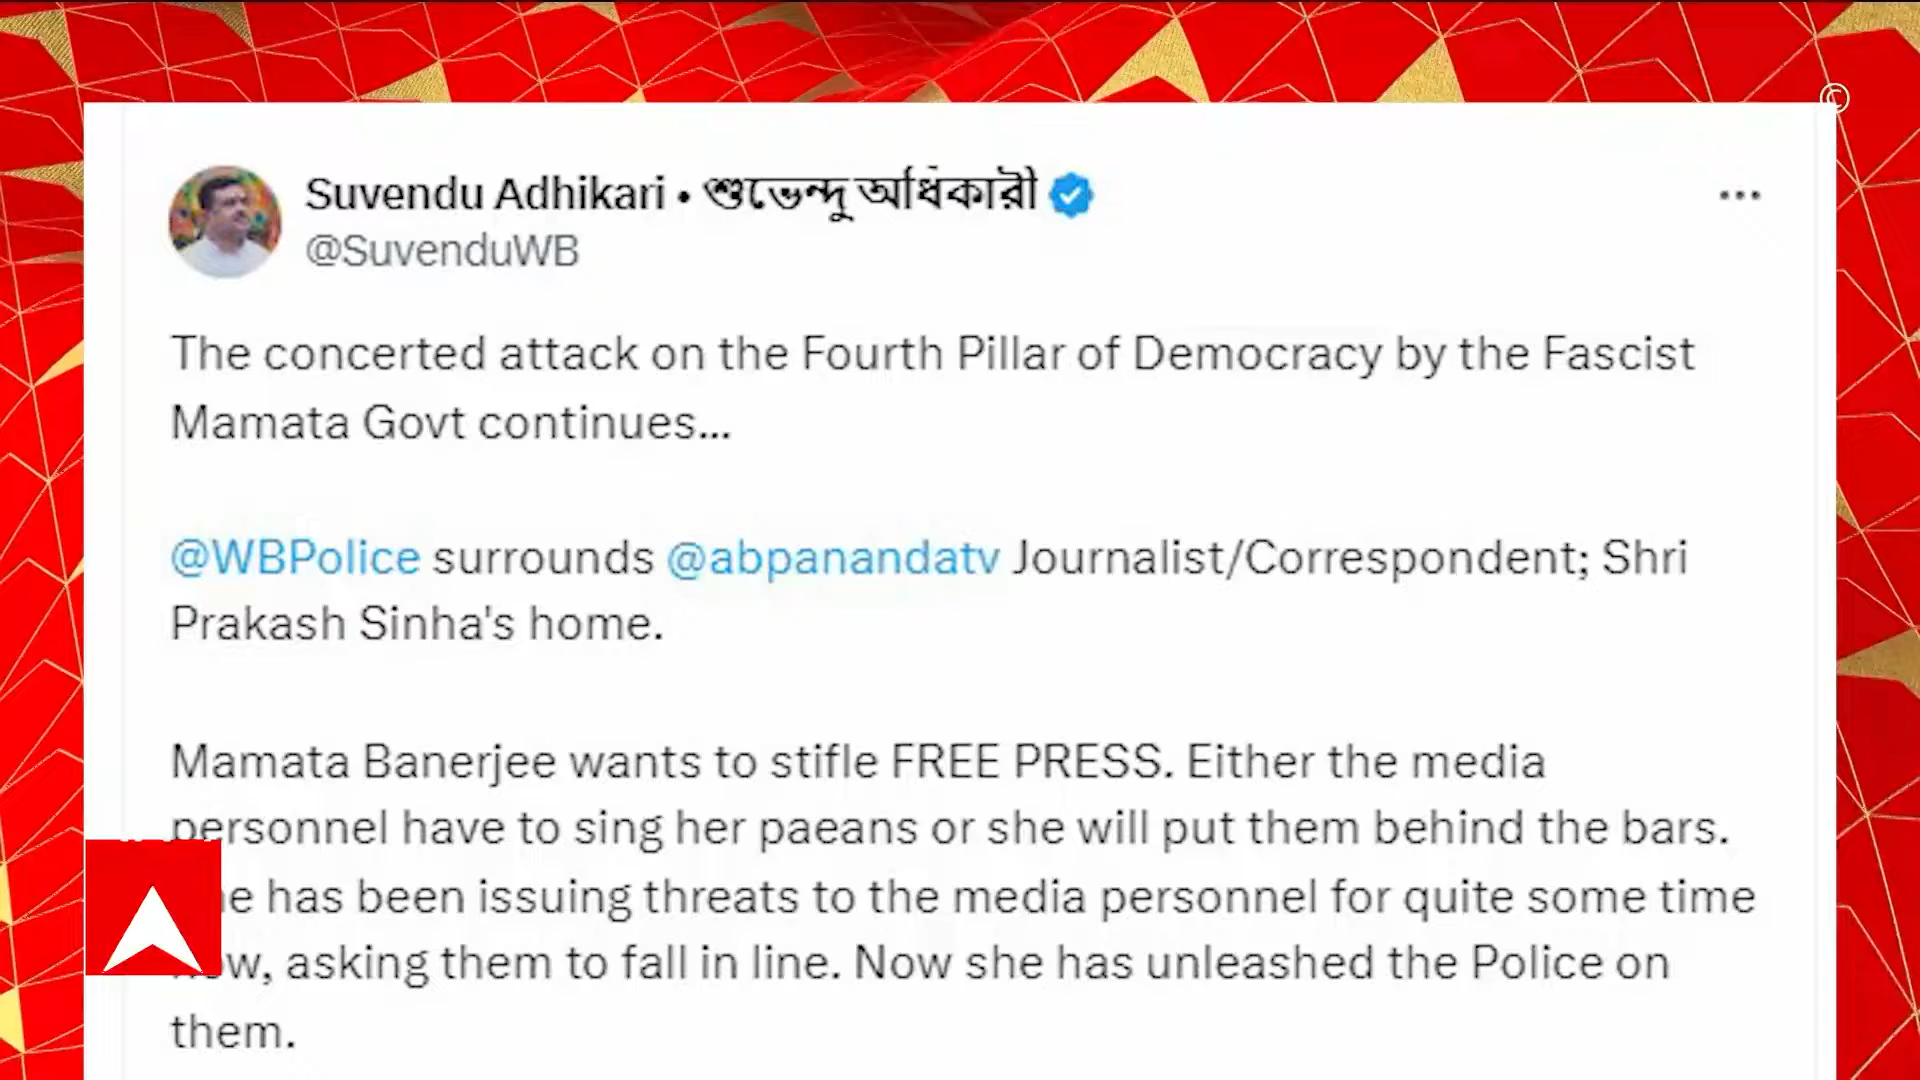 ©
Suvendu Adhikari • শুভেন্দু অধিকারী
@SuvenduWB
The concerted attack on the Fourth Pillar of Democracy by the Fascist
Mamata Govt continues...
@WBPolice surrounds @abpanandatv Journalist/Correspondent; Shri
Prakash Sinha's home.
Mamata Banerjee wants to stifle FREE PRESS. Either the media
personnel have to sing her paeans or she will put them behind the bars.
has been issuing threats to the media personnel for quite some time
asking them to fall in line. Now she has unleashed the Police on
them.